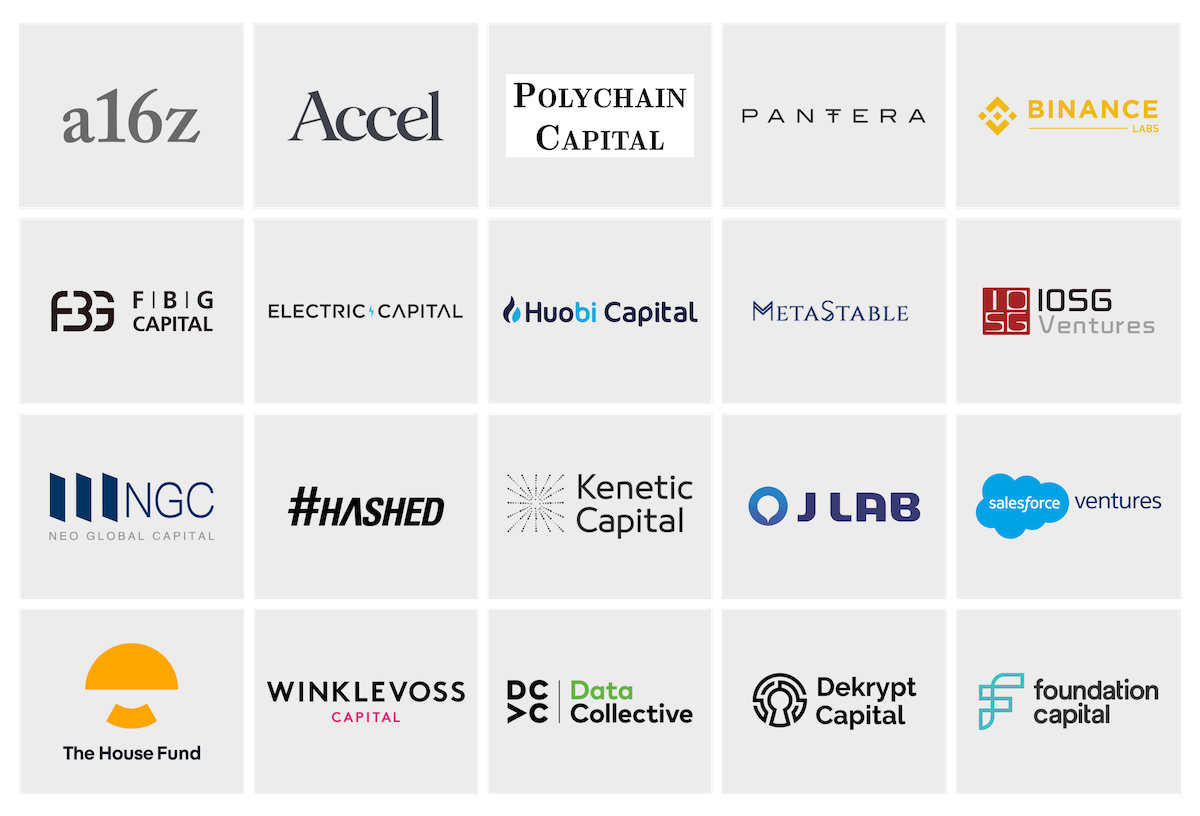 a16z
Accel
POLYCHAIN
CAPITAL
PANTERA
BINANCE
LABS
FBG
F|B|G
CAPITAL
ELECTRIC CAPITAL
Huobi Capital
METASTABLE
IOSG
IOSG
Ventures
NGC
NEO GLOBAL CAPITAL
#HASHED
Kenetic
Capital
J LAB
salesforce ventures
The House Fund
WINKLEVOSS
CAPITAL
DC
VC
Data
Collective
Dekrypt
Capital
foundation
capital